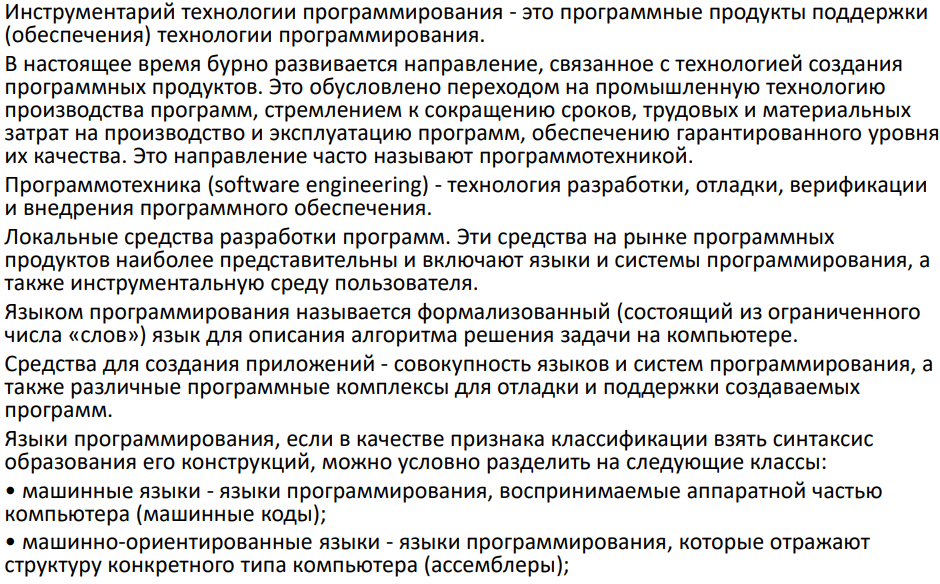 Инструментарий технологии программирования - это программные продукты поддержки
(обеспечения) технологии программирования.
В настоящее время бурно развивается направление, связанное с технологией создания
программных продуктов. Это обусловлено переходом на промышленную технологию
производства программ, стремлением к сокращению сроков, трудовых и материальных
затрат на производство и эксплуатацию программ, обеспечению гарантированного уровня
их качества. Это направление часто называют программотехникой.
Программотехника (software engineering) - технология разработки, отладки, верификации
и внедрения программного обеспечения.
Локальные средства разработки программ. Эти средства на рынке программных
продуктов наиболее представительны и включают языки и системы программирования, а
также инструментальную среду пользователя.
Языком программирования называется формализованный (состоящий из ограниченного
числа «слов») язык для описания алгоритма решения задачи на компьютере.
Средства для создания приложений - совокупность языков и систем программирования, а
также различные программные комплексы для отладки и поддержки создаваемых
программ.
Языки программирования, если в качестве признака классификации взять синтаксис
образования его конструкций, можно условно разделить на следующие классы:
• машинные языки - языки программирования, воспринимаемые аппаратной частью
компьютера (машинные коды);
• машинно-ориентированные языки - языки программирования, которые отражают
структуру конкретного типа компьютера (ассемблеры);